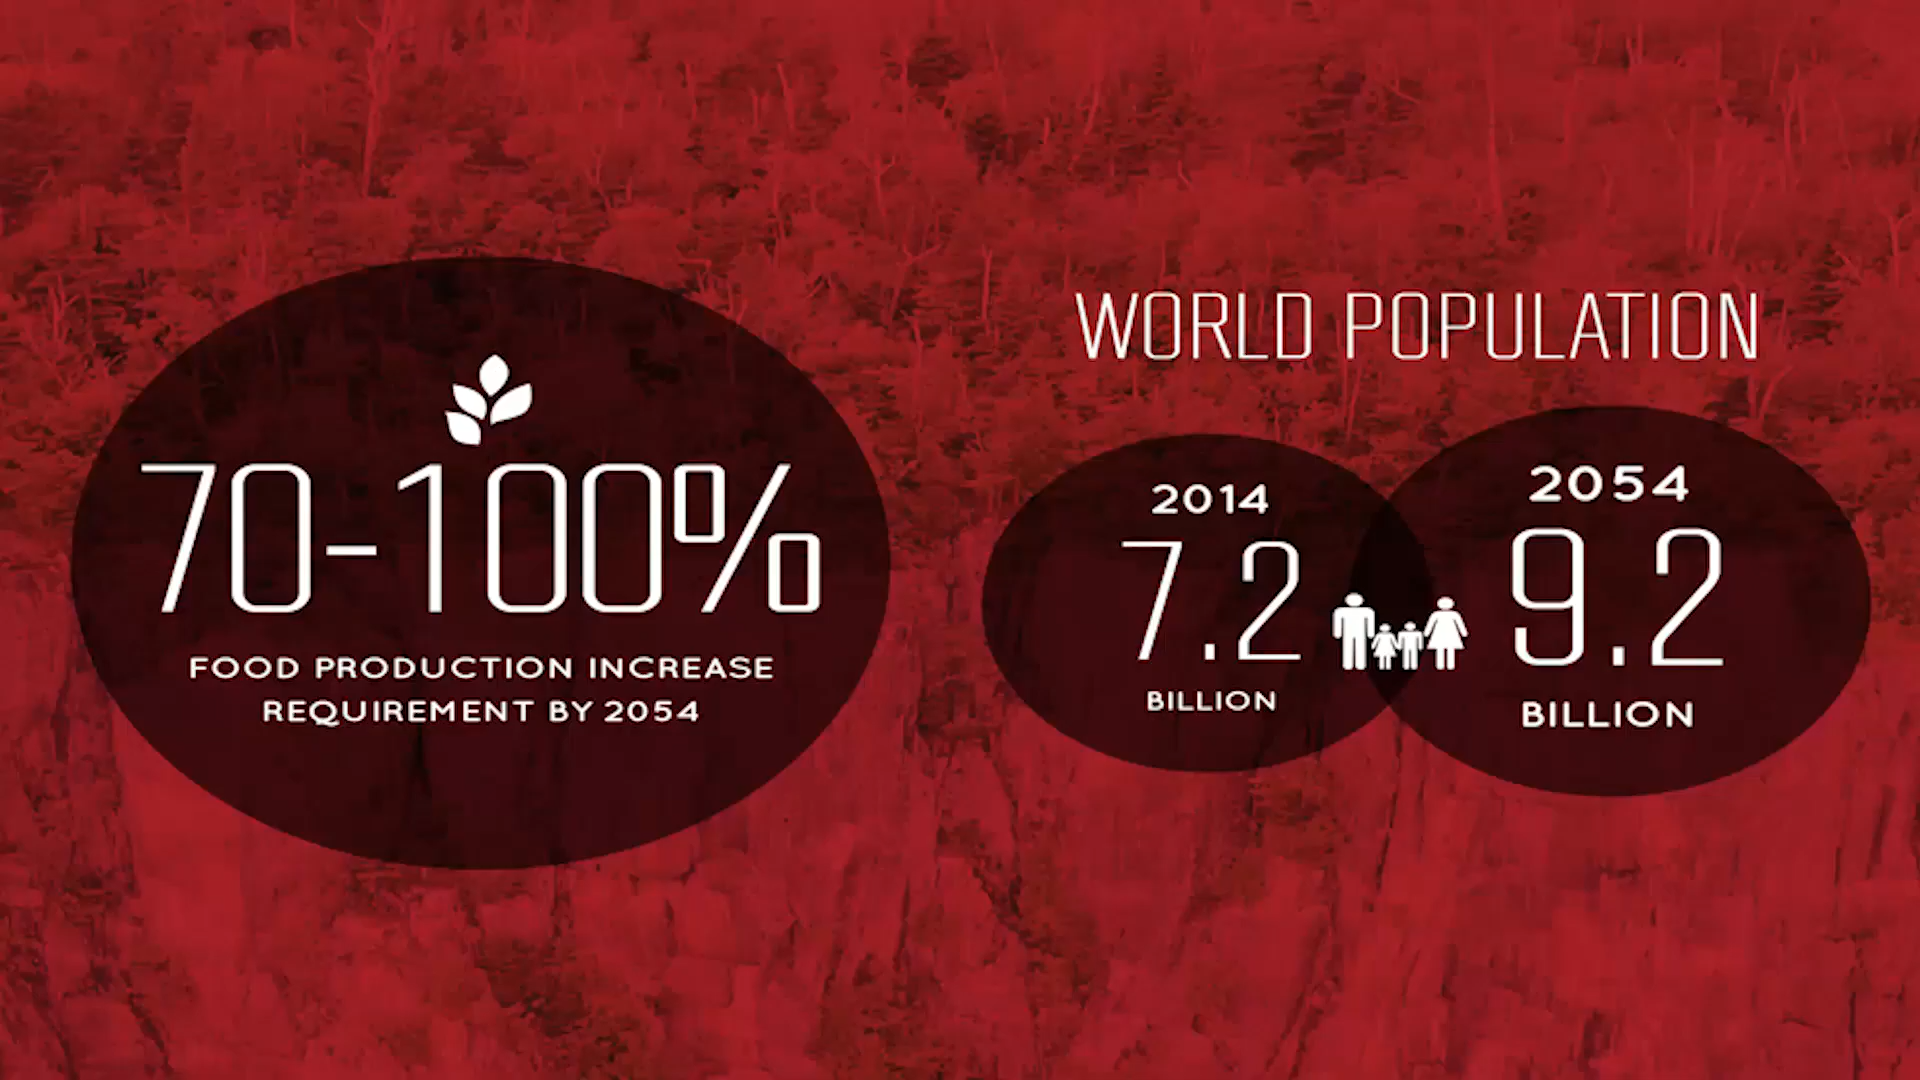 70-100%
FOOD PRODUCTION INCREASE
REQUIREMENT BY 2054
WORLD POPULATION
2014
7.2
BILLION
2054
9.2
BILLION